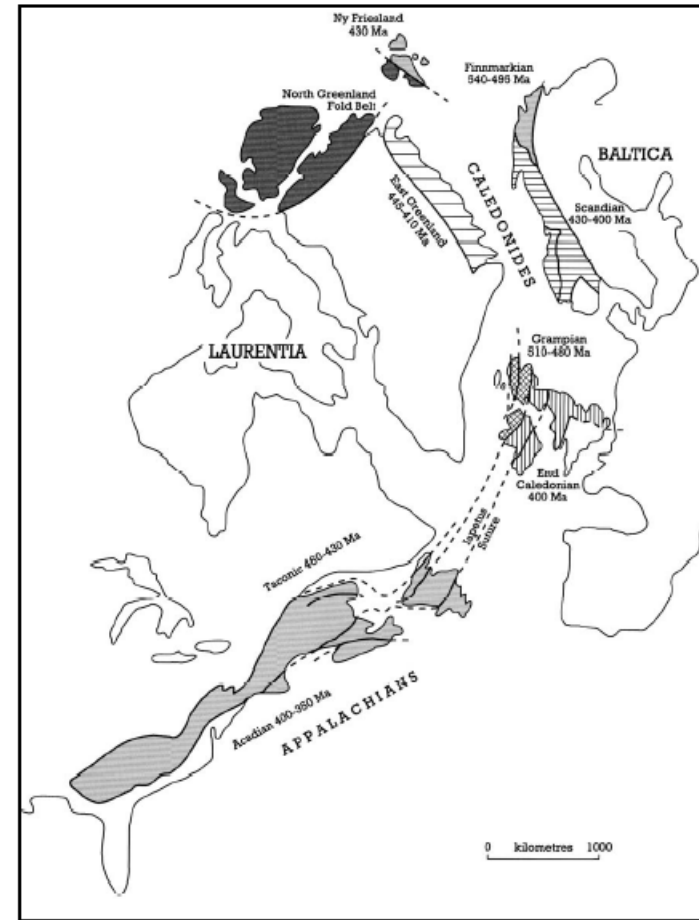 Ny Friesland
430 Ma
Finnmarkian
540-495 Ma
North Greenland
Fold Belt
BALTICA
East Greenland
445-410 Ma
CALEDONIDES
Scandian
430-400 Ma
LAURENTIA
Grampian
510-480 Ma
End
Caledonian
400 Ma
Iapetus
Suture
Taconic 460-430 Ma
Acadian 400-350 Ma
APPALACHIANS
0 kilometres 1000